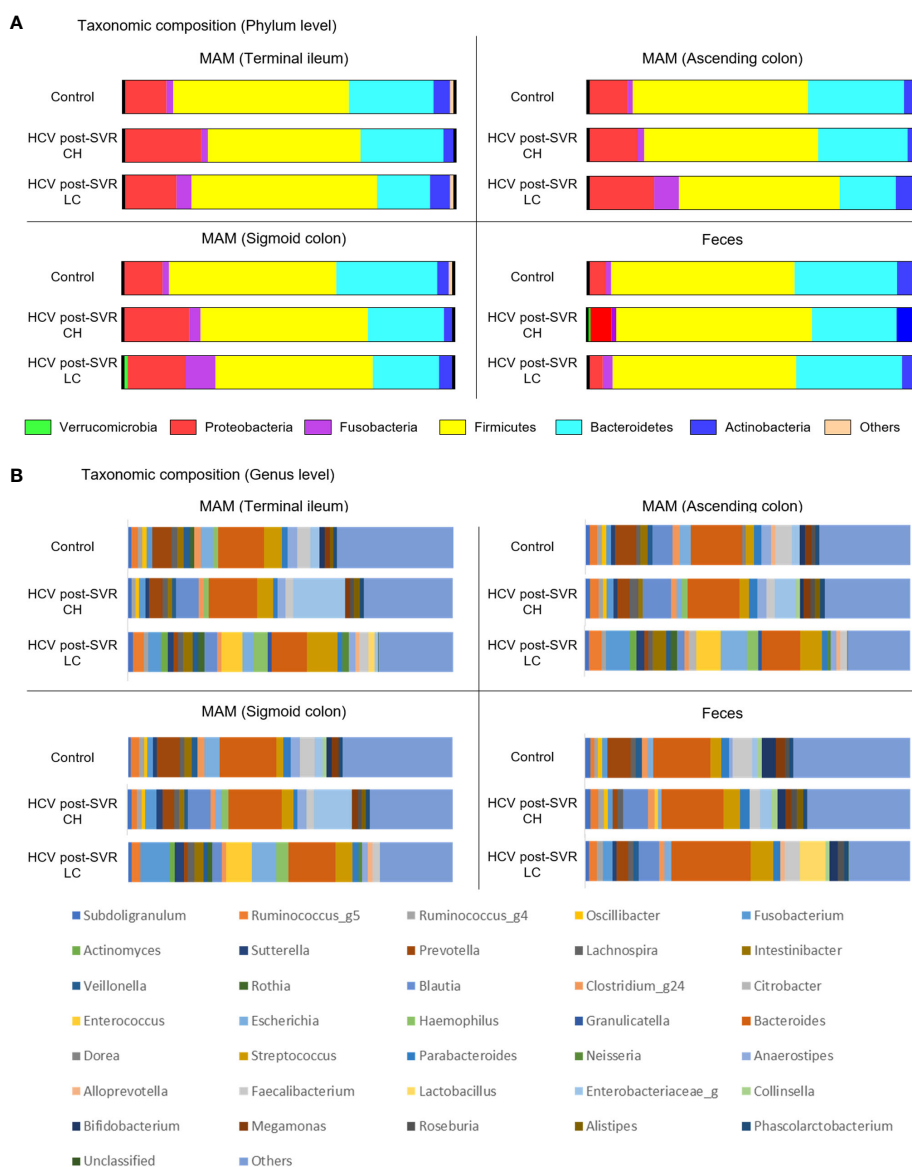 A
Taxonomic composition (Phylum level)
MAM (Terminal ileum)
Control
HCV post-SVR
CH
HCV post-SVR
LC
MAM (Ascending colon)
Control
HCV post-SVR
CH
HCV post-SVR
LC
MAM (Sigmoid colon)
Control
HCV post-SVR
CH
HCV post-SVR
LC
Feces
Control
HCV post-SVR
CH
HCV post-SVR
LC
Verrucomicrobia Proteobacteria Fusobacteria Firmicutes Bacteroidetes Actinobacteria Others
B
Taxonomic composition (Genus level)
MAM (Terminal ileum)
Control
HCV post-SVR
CH
HCV post-SVR
LC
MAM (Ascending colon)
Control
HCV post-SVR
CH
HCV post-SVR
LC
MAM (Sigmoid colon)
Control
HCV post-SVR
CH
HCV post-SVR
LC
Feces
Control
HCV post-SVR
CH
HCV post-SVR
LC
Subdoligranulum Ruminococcus_g5 Ruminococcus_g4 Oscillibacter Fusobacterium
Actinomyces Sutterella Prevotella Lachnospira Intestinibacter
Veillonella Rothia Blautia Clostridium_g24 Citrobacter
Enterococcus Escherichia Haemophilus Granulicatella Bacteroides
Dorea Streptococcus Parabacteroides Neisseria Anaerostipes
Alloprevotella Faecalibacterium Lactobacillus Enterobacteriaceae_g Collinsella
Bifidobacterium Megamonas Roseburia Alistipes Phascolarctobacterium
Unclassified Others